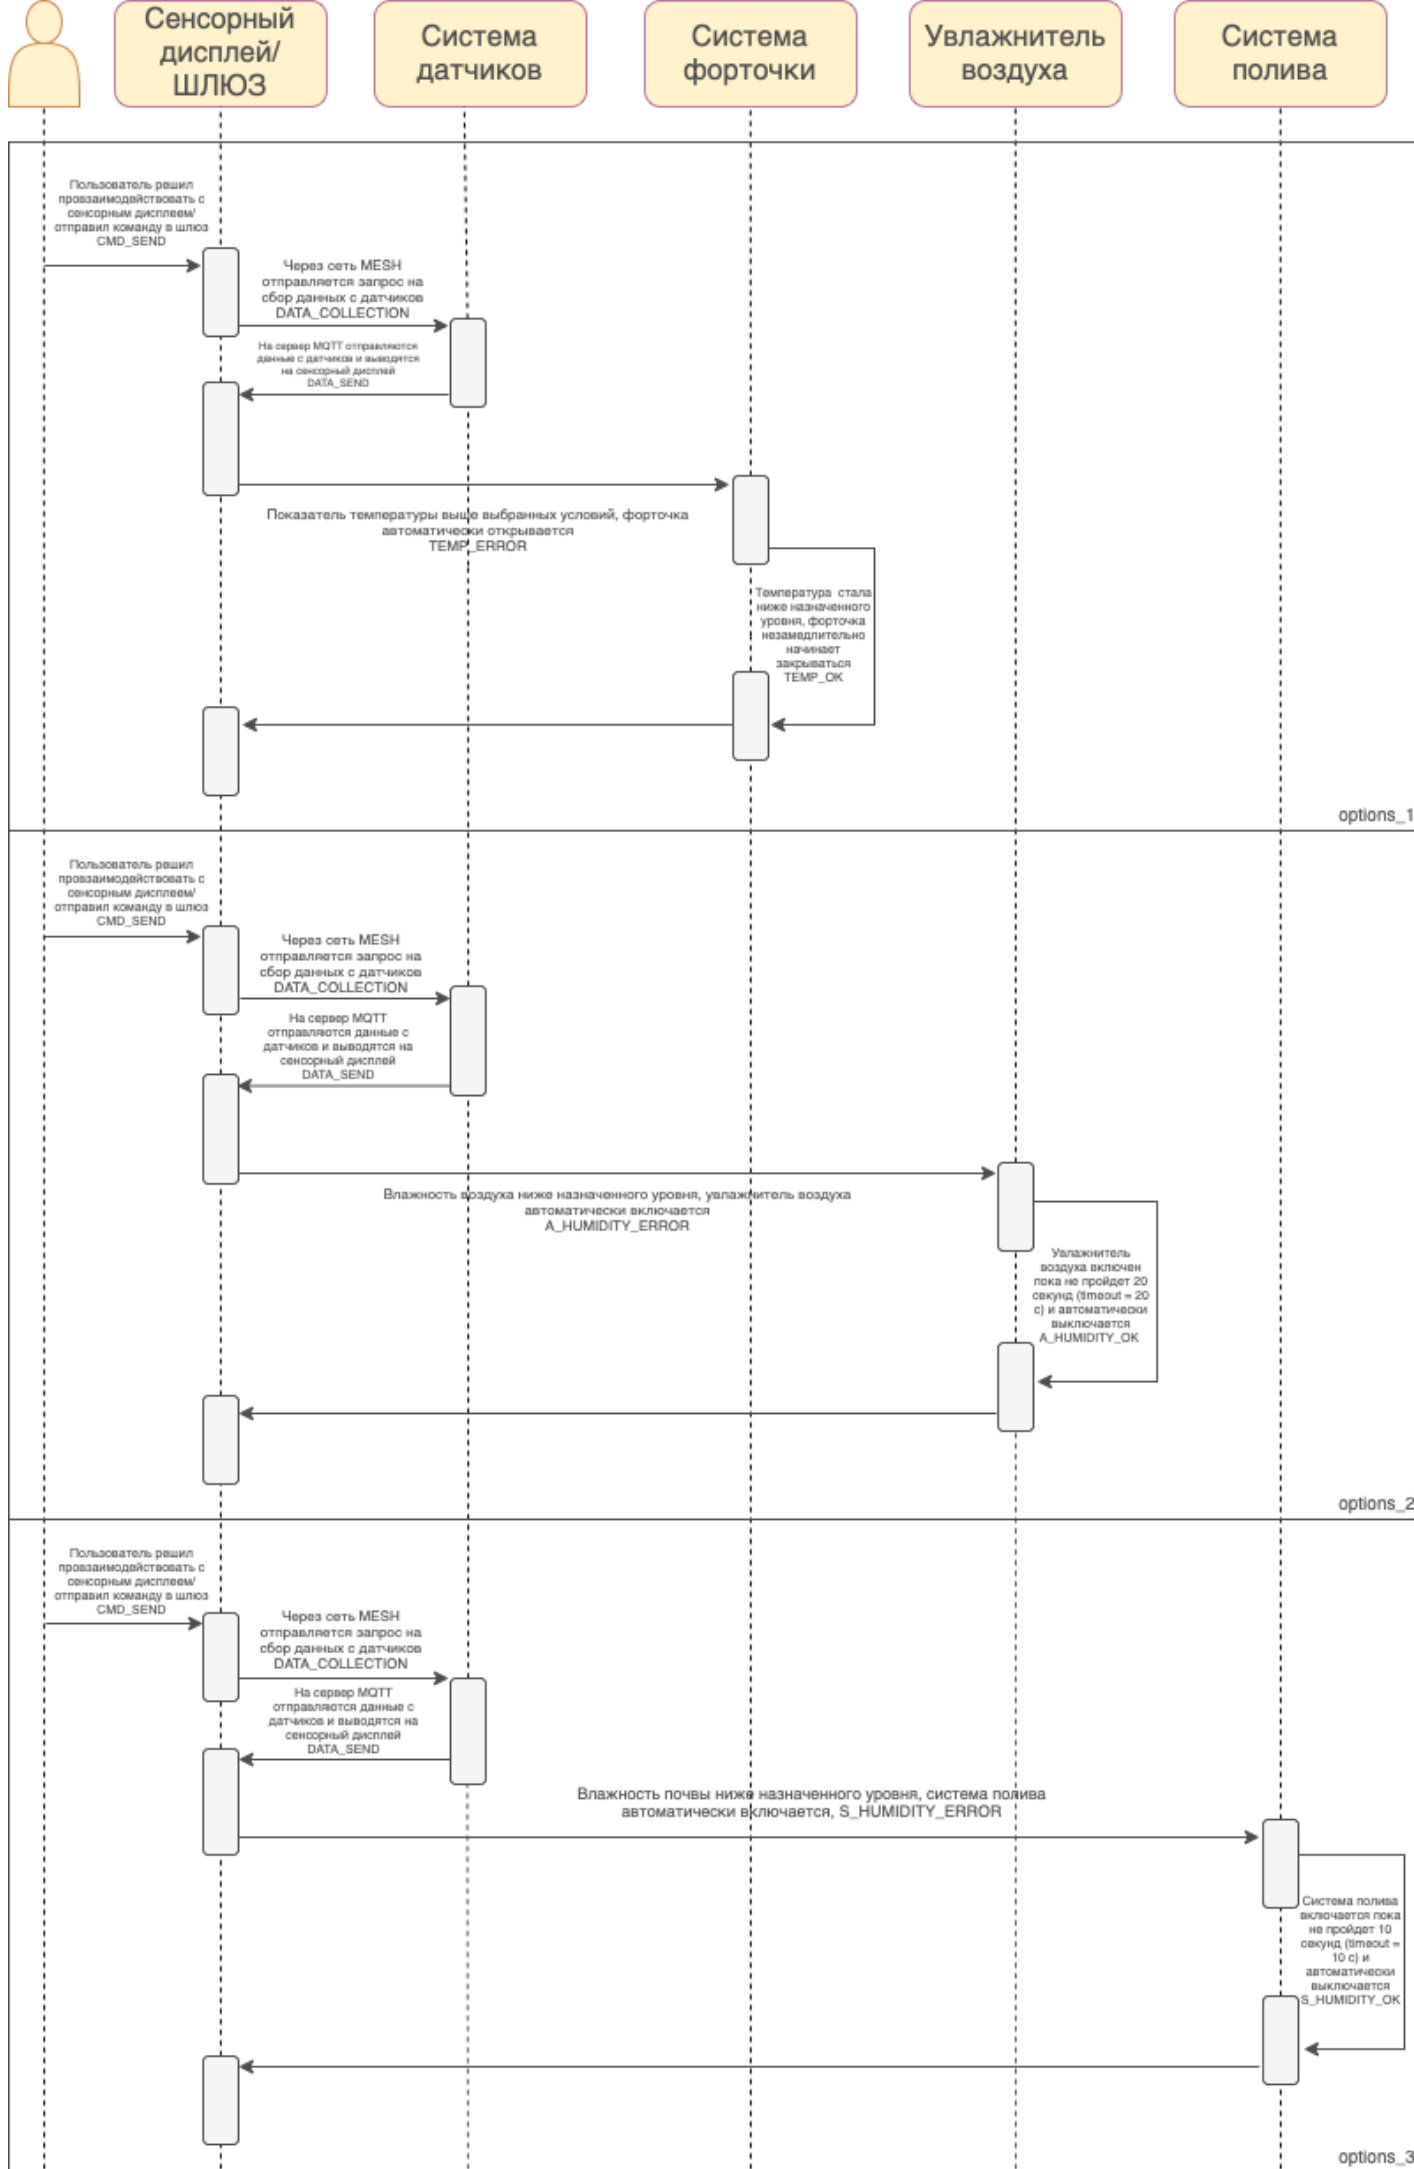 Сенсорный
дисплей/
ШЛЮЗ
Система
датчиков
Система
форточки
Увлажнитель
воздуха
Система
полива
Пользователь решил
провзаимодействовать с
сенсорным дисплеем/
отправил команду в шлюз
CMD_SEND
Через сеть MESH
отправляется запрос на
сбор данных с датчиков
DATA_COLLECTION
На сервер MQTT отправляются
данные с датчиков и выводятся
на сенсорный дисплей
DATA_SEND
Показатель температуры выше выбранных условий, форточка
автоматически открывается
TEMP_ERROR
Температура стала
ниже назначенного
уровня, форточка
незамедлительно
начинает
закрываться
TEMP_OK
options_1
Пользователь решил
провзаимодействовать с
сенсорным дисплеем/
отправил команду в шлюз
CMD_SEND
Через сеть MESH
отправляется запрос на
сбор данных с датчиков
DATA_COLLECTION
На сервер MQTT
отправляются данные с
датчиков и выводятся на
сенсорный дисплей
DATA_SEND
Влажность воздуха ниже назначенного уровня, увлажнитель воздуха
автоматически включается
A_HUMIDITY_ERROR
Увлажнитель
воздуха включен
пока не пройдет 20
секунд (timeout = 20
с) и автоматически
выключается
A_HUMIDITY_OK
options_2
Пользователь решил
провзаимодействовать с
сенсорным дисплеем/
отправил команду в шлюз
CMD_SEND
Через сеть MESH
отправляется запрос на
сбор данных с датчиков
DATA_COLLECTION
На сервер MQTT
отправляются данные с
датчиков и выводятся на
сенсорный дисплей
DATA_SEND
Влажность почвы ниже назначенного уровня, система полива
автоматически включается, S_HUMIDITY_ERROR
Система полива
включается пока
не пройдет 10
секунд (timeout =
10 с) и
автоматически
выключается
S_HUMIDITY_OK
options_3